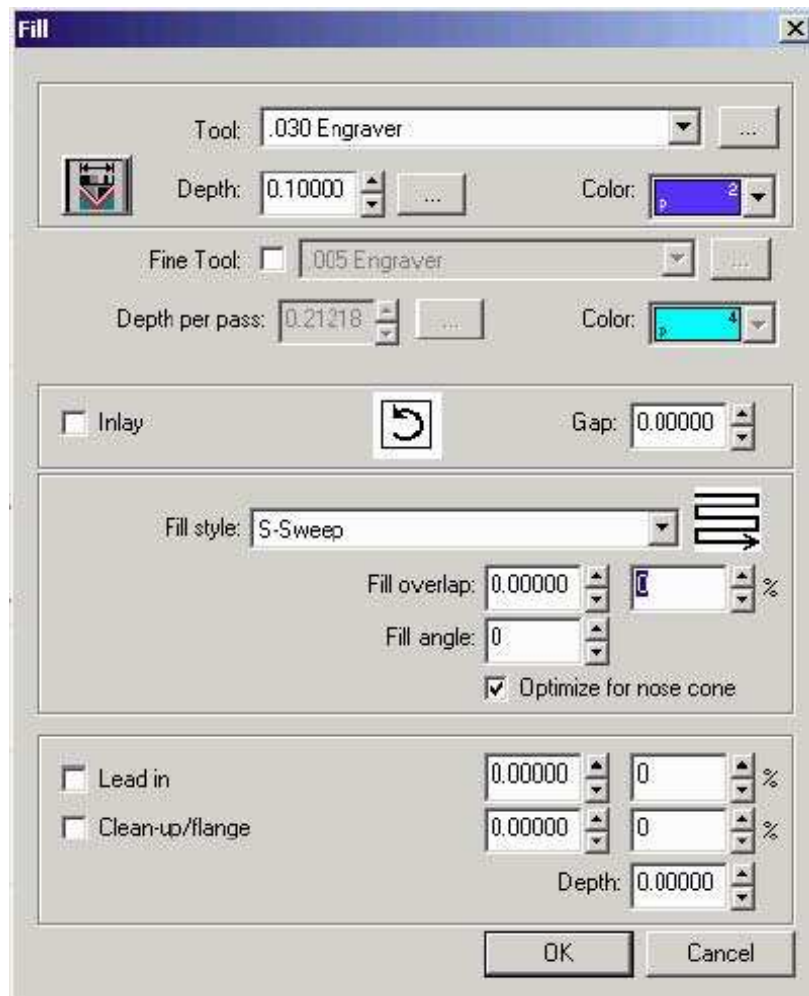 Fill
Tool: .030 Engraver ...
Depth: 0.10000 ... Color: 2 p
Fine Tool: .005 Engraver ...
Depth per pass: 0.21218 ... Color: 4 p
Inlay Gap: 0.00000
Fill style: S-Sweep
Fill overlap: 0.00000 0 %
Fill angle: 0
Optimize for nose cone
Lead in 0.00000 0 %
Clean-up/flange 0.00000 0 %
Depth: 0.00000
OK Cancel